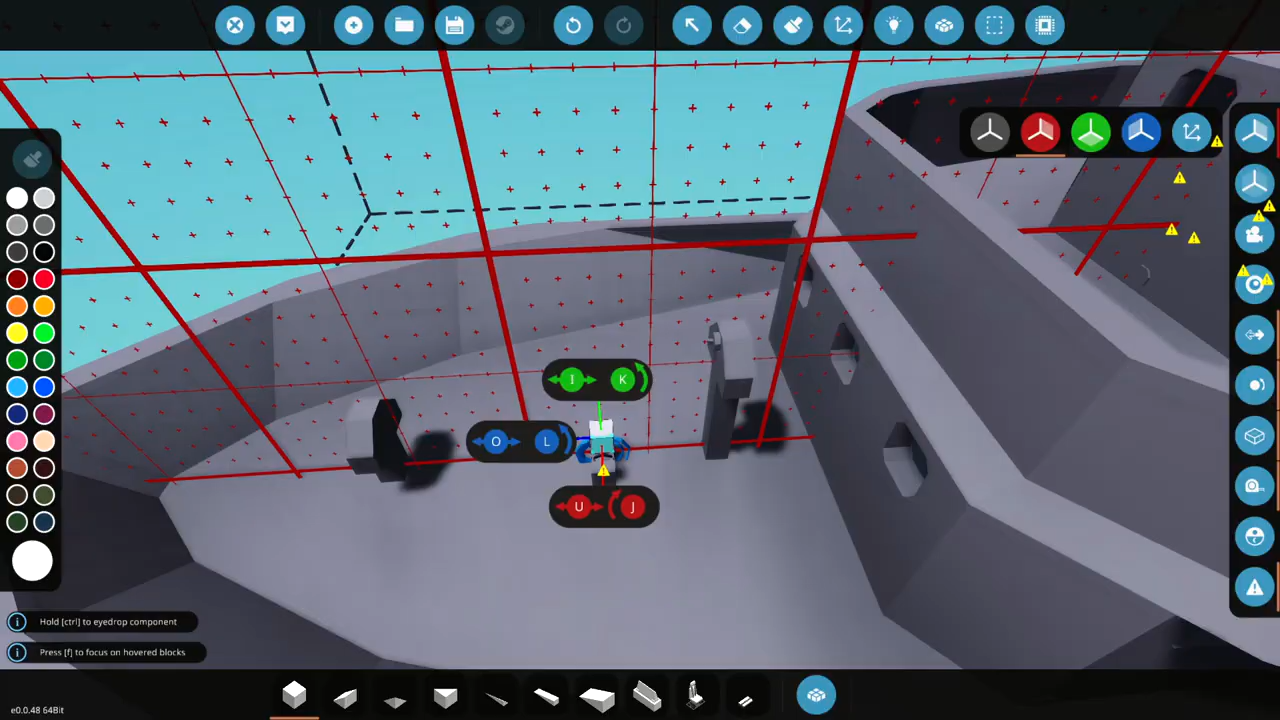 I K
O L
U J
Hold [ctrl] to eyedrop component
Press [f] to focus on hovered blocks
e0.0.48 64Bit